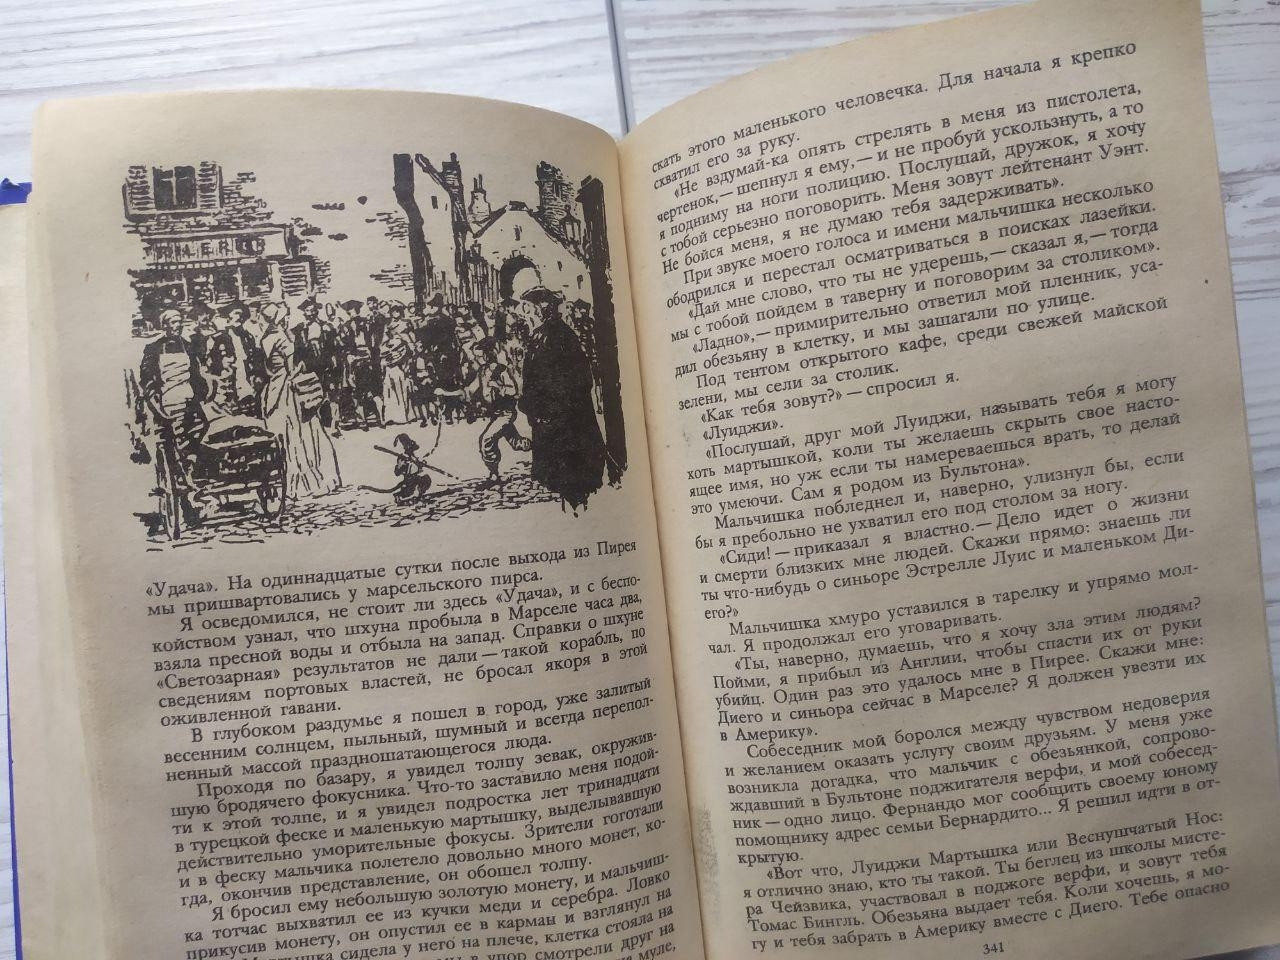 «Удача». На одиннадцатые сутки после выхода из Пирея
мы пришвартовались у марсельского пирса.
Я осведомился, не стоит ли здесь «Удача», и с беспо-
койством узнал, что шхуна пробыла в Марселе часа два,
взяла пресной воды и отбыла на запад. Справки о шхуне
«Светозарная» результатов не дали — такой корабль, по
сведениям портовых властей, не бросал якоря в этой
оживленной гавани.
В глубоком раздумье я пошел в город, уже залитый
весенним солнцем, пыльный, шумный и всегда перепол-
ненный массой праздношатающегося люда.
Проходя по базару, я увидел толпу зевак, окружив-
шую бродячего фокусника. Что-то заставило меня подой-
ти к этой толпе, и я увидел подростка лет тринадцати
в турецкой феске и маленькую мартышку, выделывавшую
действительно уморительные фокусы. Зрители гоготали
и в феску мальчика полетело довольно много монет, ко-
гда, окончив представление, он обошел толпу.
Я бросил ему небольшую золотую монету, и мальчиш-
ка тотчас выхватил ее из кучки меди и серебра. Ловко
прикусив монету, он опустил ее в карман и взглянул на
Мартышка сидела у него на плече, клетка стояла на
в упор смотрели друг на
муле,
скать этого маленького человечка. Для начала я крепко
схватил его за руку.
«Не вздумай-ка опять стрелять в меня из пистолета,
чертенок,— шепнул я ему,— и не пробуй ускользнуть, а то
я подниму на ноги полицию. Послушай, дружок, я хочу
с тобой серьезно поговорить. Меня зовут лейтенант Уэнт.
Не бойся меня, я не думаю тебя задерживать».
При звуке моего голоса и имени мальчишка несколько
ободрился и перестал осматриваться в поисках лазейки.
«Дай мне слово, что ты не удерешь,— сказал я,— тогда
мы с тобой пойдем в таверну и поговорим за столиком».
«Ладно»,— примирительно ответил мой пленник, уса-
дил обезьяну в клетку, и мы зашагали по улице.
Под тентом открытого кафе, среди свежей майской
зелени, мы сели за столик.
«Как тебя зовут?» — спросил я.
«Луиджи».
«Послушай, друг мой Луиджи, называть тебя я могу
хоть мартышкой, коли ты желаешь скрыть свое насто-
ящее имя, но уж если ты намереваешься врать, то делай
это умеючи. Сам я родом из Бультона».
Мальчишка побледнел и, наверно, улизнул бы, если
бы я пребольно не ухватил его под столом за ногу.
«Сиди! — приказал я властно.— Дело идет о жизни
и смерти близких мне людей. Скажи прямо: знаешь ли
ты что-нибудь о синьоре Эстрелле Луис и маленьком Ди-
его?»
Мальчишка хмуро уставился в тарелку и упрямо мол-
чал. Я продолжал его уговаривать.
«Ты, наверно, думаешь, что я хочу зла этим людям?
Пойми, я прибыл из Англии, чтобы спасти их от руки
убийц. Один раз это удалось мне в Пирее. Скажи мне:
Диего и синьора сейчас в Марселе? Я должен увезти их
в Америку».
Собеседник мой боролся между чувством недоверия
и желанием оказать услугу своим друзьям. У меня уже
возникла догадка, что мальчик с обезьянкой, сопрово-
ждавший в Бультоне поджигателя верфи, и мой собесед-
ник — одно лицо. Фернандо мог сообщить своему юному
помощнику адрес семьи Бернардито... Я решил идти в от-
крытую.
«Вот что, Луиджи Мартышка или Веснушчатый Нос:
я отлично знаю, кто ты такой. Ты беглец из школы мисте-
ра Чейзвика, участвовал в поджоге верфи, и зовут тебя
Томас Бингль. Обезьяна выдает тебя. Коли хочешь, я мо-
гу и тебя забрать в Америку вместе с Диего. Тебе опасно
341